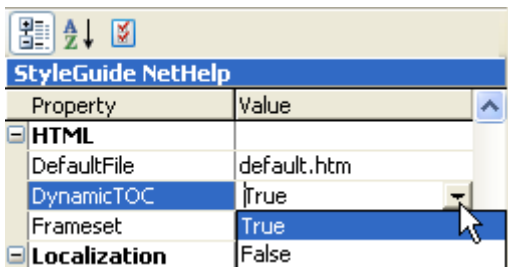 A Z
StyleGuide NetHelp
Property Value
HTML
DefaultFile default.htm
DynamicTOC True
Frameset True
Localization False